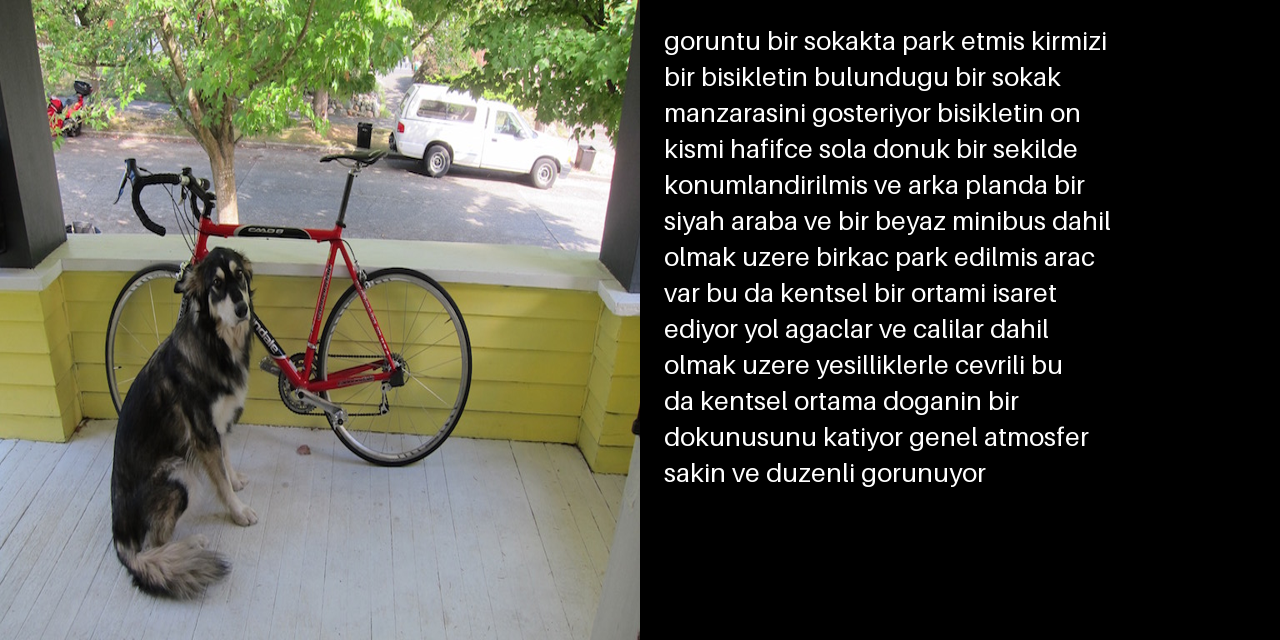 goruntu bir sokakta park etmis kirmizi
bir bisikletin bulundugu bir sokak
manzarasini gosteriyor bisikletin on
kismi hafifce sola donuk bir sekilde
konumlandirilmis ve arka planda bir
siyah araba ve bir beyaz minibus dahil
olmak uzere birkac park edilmis arac
var bu da kentsel bir ortami isaret
ediyor yol agaclar ve calilar dahil
olmak uzere yesilliklerle cevrili bu
da kentsel ortama doganin bir
dokunusunu katiyor genel atmosfer
sakin ve duzenli gorunuyor